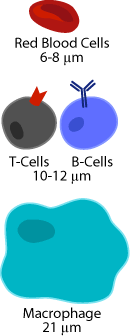 Red Blood Cells
6-8 μm
T-Cells B-Cells
10-12 μm
Macrophage
21 μm